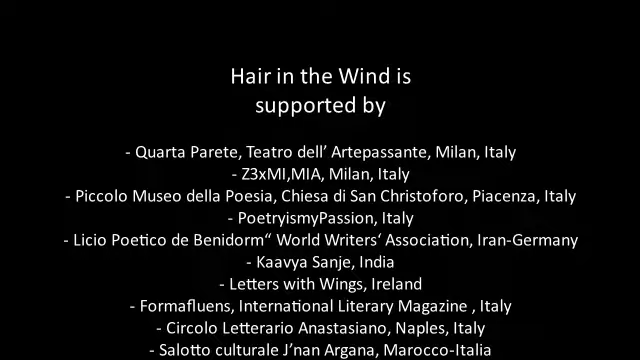 Hair in the Wind is
supported by
- Quarta Parete, Teatro dell’ Artepassante, Milan, Italy
- Z3xMI,MIA, Milan, Italy
- Piccolo Museo della Poesia, Chiesa di San Christoforo, Piacenza, Italy
- PoetryismyPassion, Italy
- Licio Poetico de Benidorm“ World Writers‘ Association, Iran-Germany
- Kaavya Sanje, India
- Letters with Wings, Ireland
- Formafluens, International Literary Magazine , Italy
- Circolo Letterario Anastasiano, Naples, Italy
- Salotto culturale J’nan Argana, Marocco-Italia